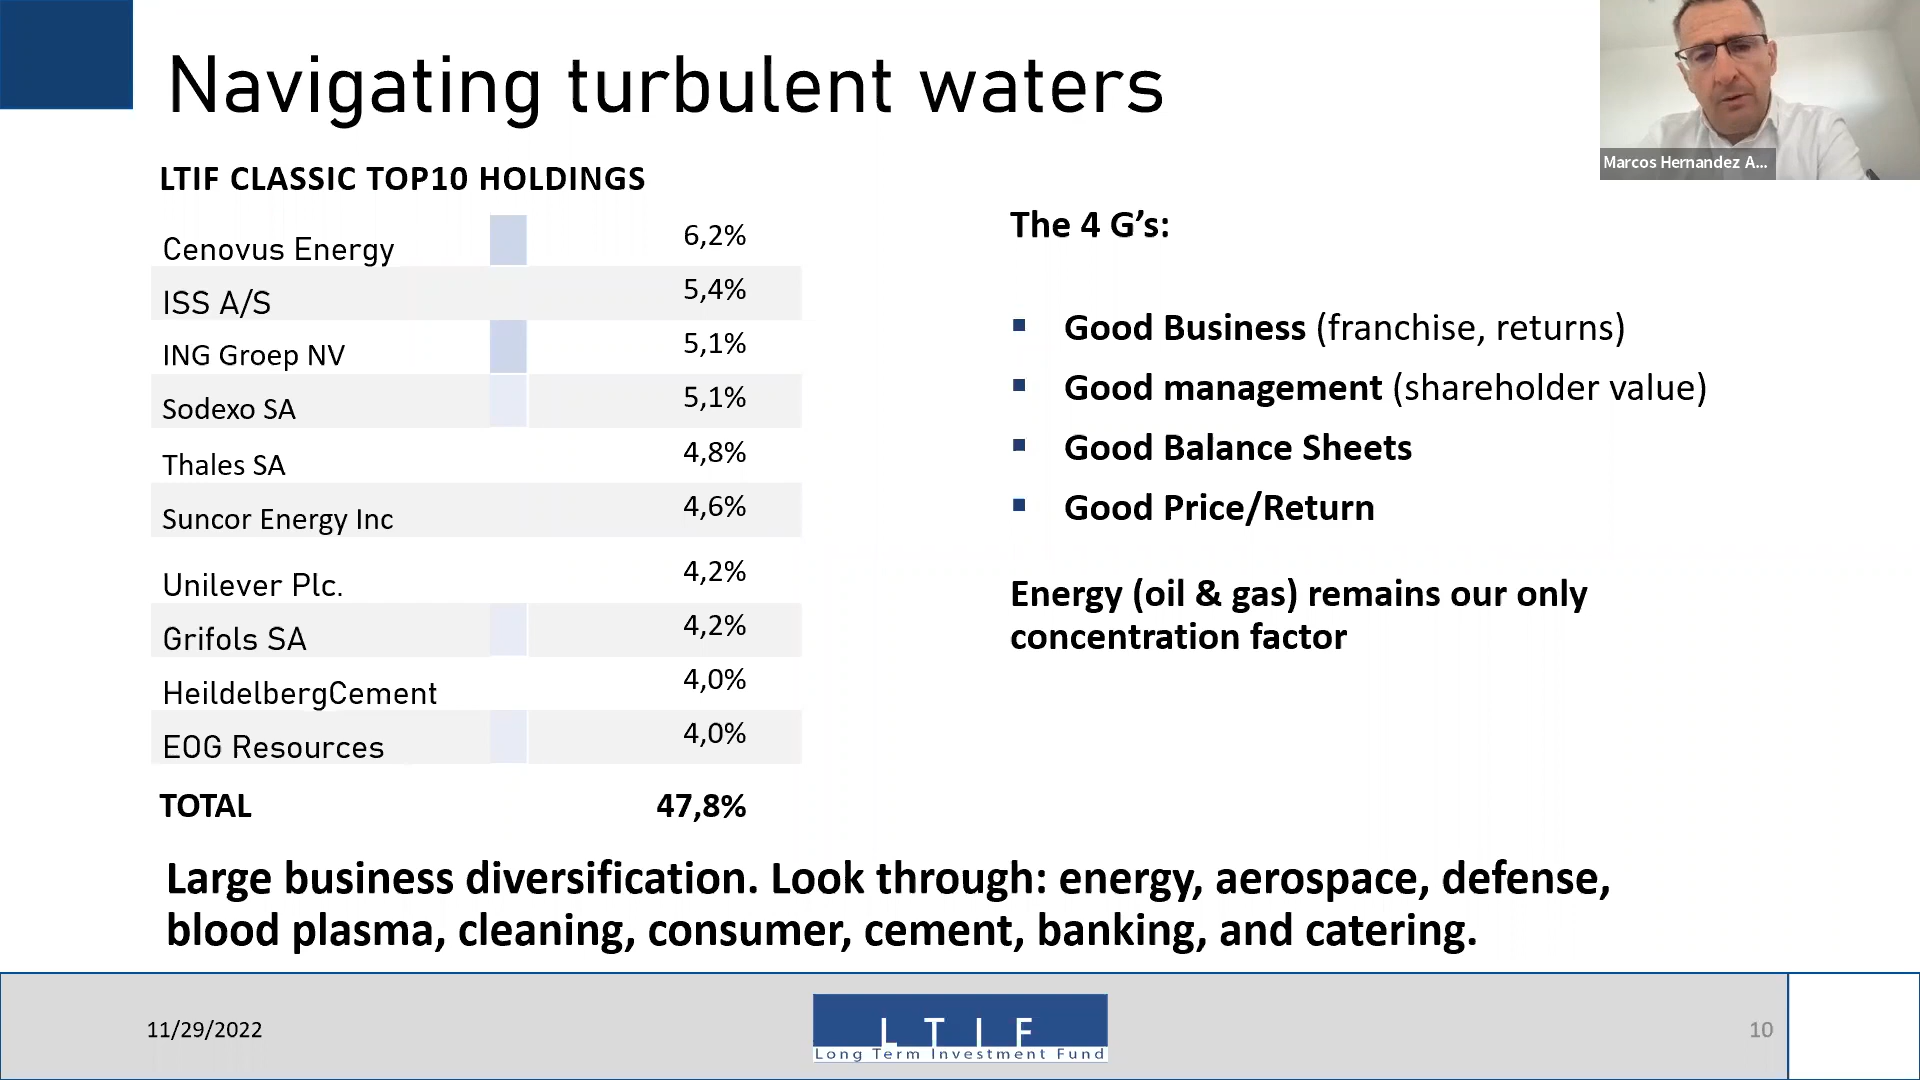 Navigating turbulent waters
Marcos Hernandez A...
LTIF CLASSIC TOP10 HOLDINGS
Cenovus Energy 6,2%
ISS A/S 5,4%
ING Groep NV 5,1%
Sodexo SA 5,1%
Thales SA 4,8%
Suncor Energy Inc 4,6%
Unilever Plc. 4,2%
Grifols SA 4,2%
HeildelbergCement 4,0%
EOG Resources 4,0%
TOTAL 47,8%
The 4 G’s:
▪ Good Business (franchise, returns)
▪ Good management (shareholder value)
▪ Good Balance Sheets
▪ Good Price/Return
Energy (oil & gas) remains our only
concentration factor
Large business diversification. Look through: energy, aerospace, defense,
blood plasma, cleaning, consumer, cement, banking, and catering.
11/29/2022
LTIF
Long Term Investment Fund
10